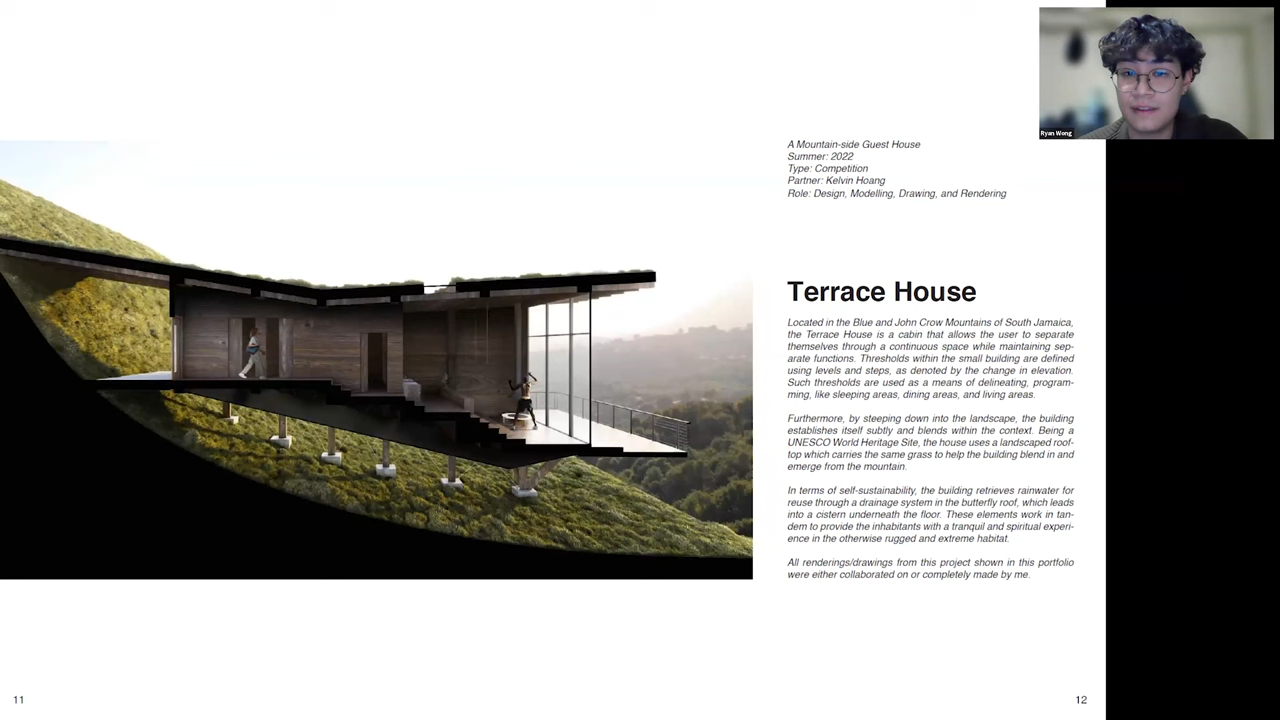 Ryan Wong
A Mountain-side Guest House
Summer: 2022
Type: Competition
Partner: Kelvin Hoang
Role: Design, Modelling, Drawing, and Rendering
Terrace House
Located in the Blue and John Crow Mountains of South Jamaica,
the Terrace House is a cabin that allows the user to separate
themselves through a continuous space while maintaining sep-
arate functions. Thresholds within the small building are defined
using levels and steps, as denoted by the change in elevation.
Such thresholds are used as a means of delineating, program-
ming, like sleeping areas, dining areas, and living areas.
Furthermore, by steeping down into the landscape, the building
establishes itself subtly and blends within the context. Being a
UNESCO World Heritage Site, the house uses a landscaped roof-
top which carries the same grass to help the building blend in and
emerge from the mountain.
In terms of self-sustainability, the building retrieves rainwater for
reuse through a drainage system in the butterfly roof, which leads
into a cistern underneath the floor. These elements work in tan-
dem to provide the inhabitants with a tranquil and spiritual experi-
ence in the otherwise rugged and extreme habitat.
All renderings/drawings from this project shown in this portfolio
were either collaborated on or completely made by me.
11
12